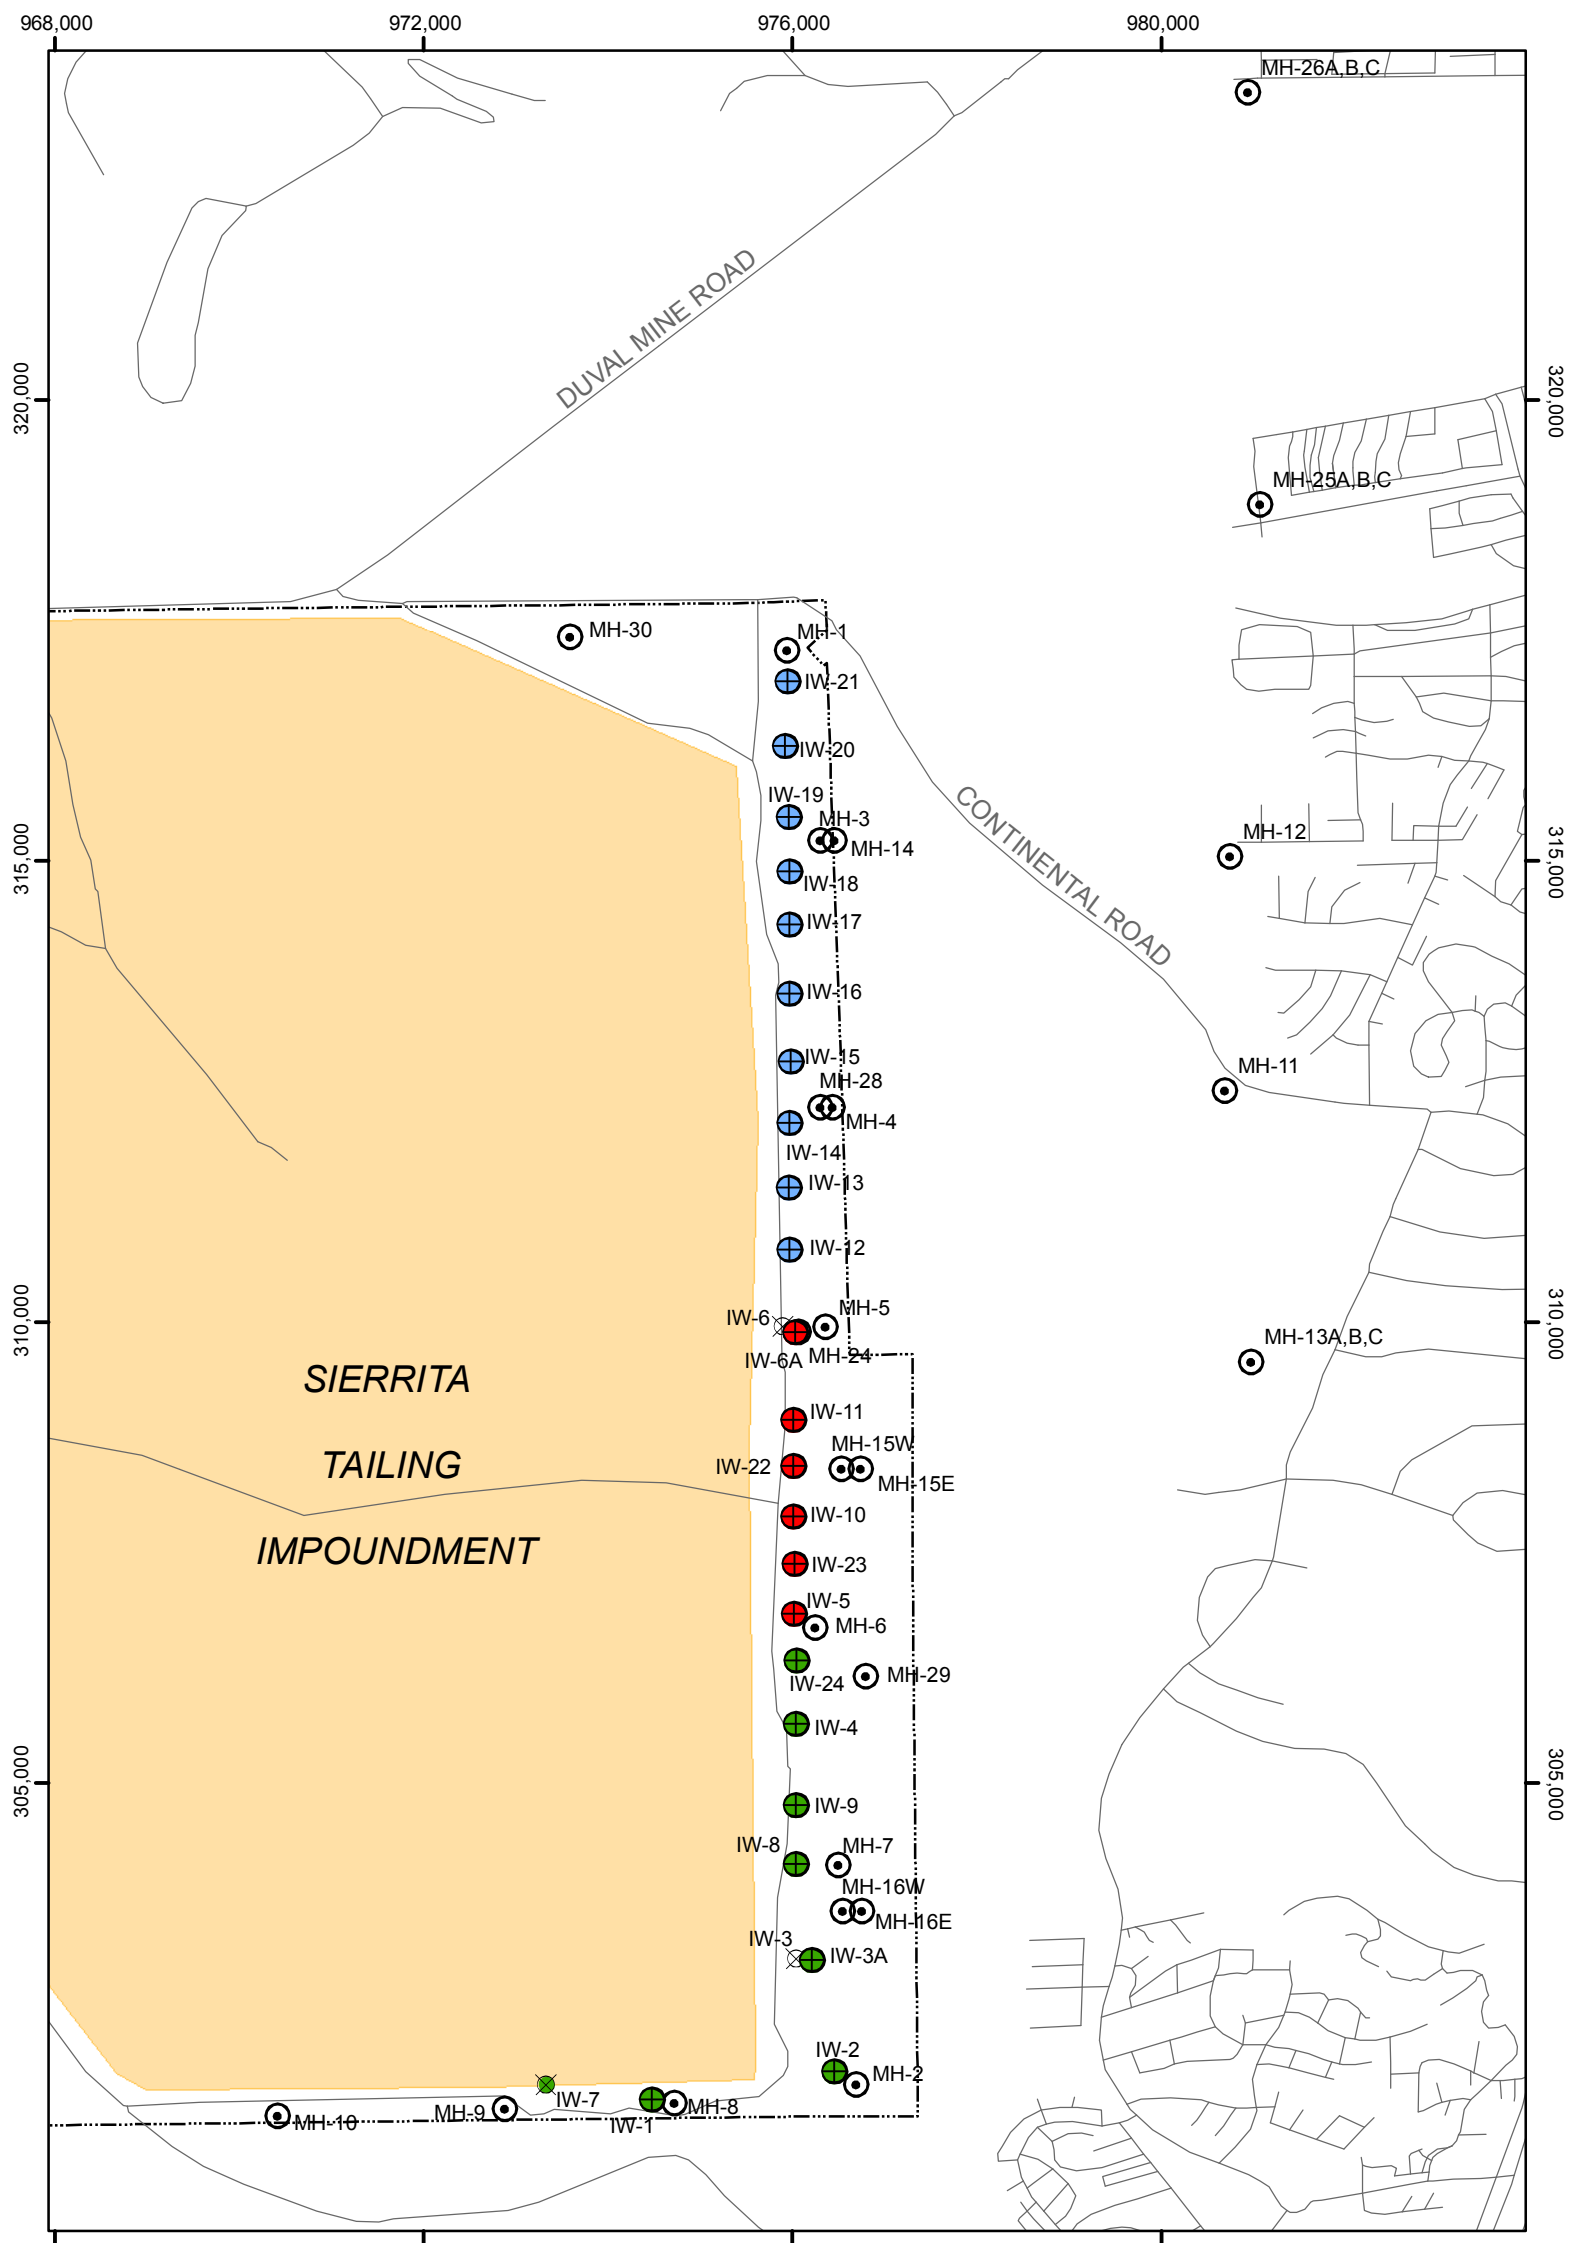 968,000
972,000
976,000
980,000
MH-26A,B,C
DUVAL MINE ROAD
320,000
320,000
MH-25A,B,C
MH-30
MH-1
IW-21
IW-20
IW-19
MH-3
CONTINENTAL ROAD
MH-12
MH-14
315,000
315,000
IW-18
IW-17
IW-16
IW-15
MH-11
MH-28
MH-4
IW-14
IW-13
IW-12
MH-5
IW-6
310,000
310,000
MH-13A,B,C
MH-24
IW-6A
SIERRITA
IW-11
MH-15W
TAILING
IW-22
MH-15E
IW-10
IMPOUNDMENT
IW-23
IW-5
MH-6
MH-29
IW-24
IW-4
305,000
305,000
IW-9
IW-8
MH-7
MH-16W
MH-16E
IW-3
IW-3A
IW-2
MH-2
IW-7
MH-8
MH-9
MH-10
IW-1